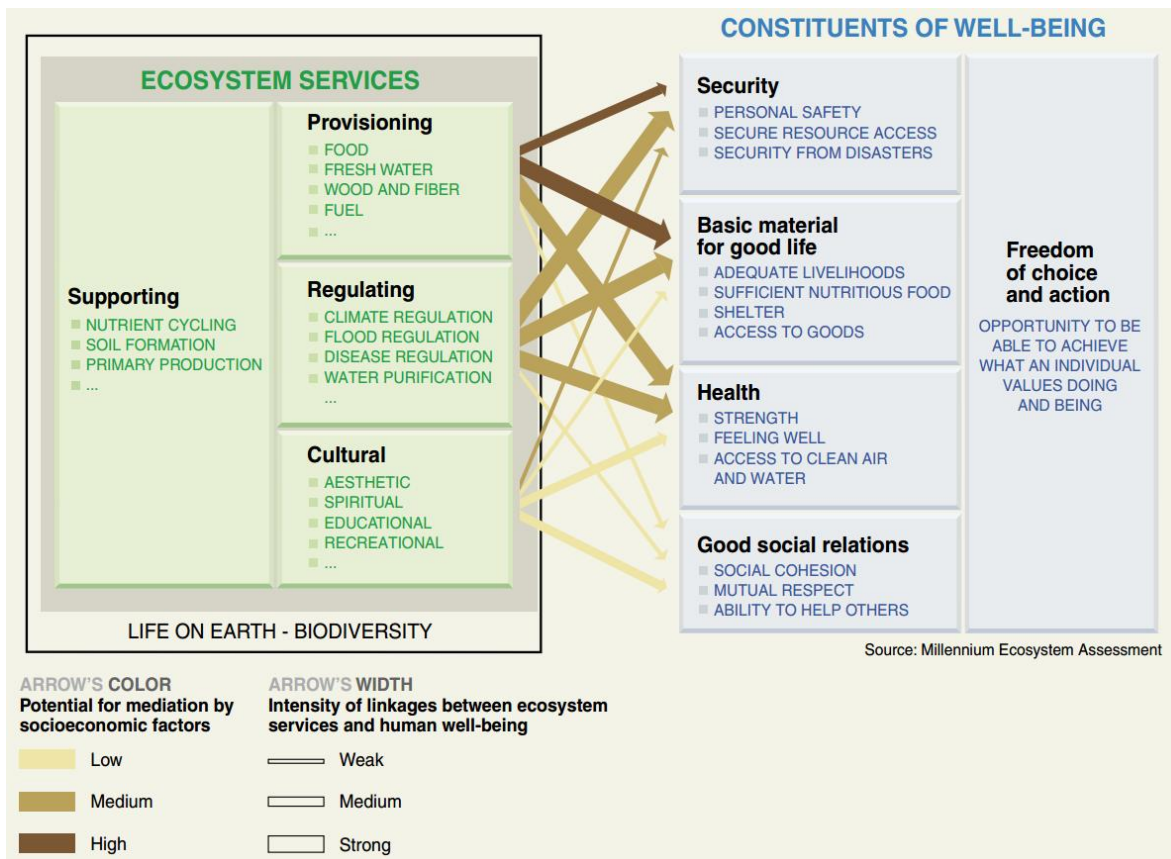 CONSTITUENTS OF WELL-BEING
ECOSYSTEM SERVICES
Supporting
NUTRIENT CYCLING
SOIL FORMATION
PRIMARY PRODUCTION
...
Provisioning
FOOD
FRESH WATER
WOOD AND FIBER
FUEL
...
Regulating
CLIMATE REGULATION
FLOOD REGULATION
DISEASE REGULATION
WATER PURIFICATION
...
Cultural
AESTHETIC
SPIRITUAL
EDUCATIONAL
RECREATIONAL
...
LIFE ON EARTH - BIODIVERSITY
Security
PERSONAL SAFETY
SECURE RESOURCE ACCESS
SECURITY FROM DISASTERS
Basic material
for good life
ADEQUATE LIVELIHOODS
SUFFICIENT NUTRITIOUS FOOD
SHELTER
ACCESS TO GOODS
Health
STRENGTH
FEELING WELL
ACCESS TO CLEAN AIR
AND WATER
Good social relations
SOCIAL COHESION
MUTUAL RESPECT
ABILITY TO HELP OTHERS
Freedom
of choice
and action
OPPORTUNITY TO BE
ABLE TO ACHIEVE
WHAT AN INDIVIDUAL
VALUES DOING
AND BEING
Source: Millennium Ecosystem Assessment
ARROW'S COLOR
Potential for mediation by
socioeconomic factors
Low
Medium
High
ARROW'S WIDTH
Intensity of linkages between ecosystem
services and human well-being
Weak
Medium
Strong